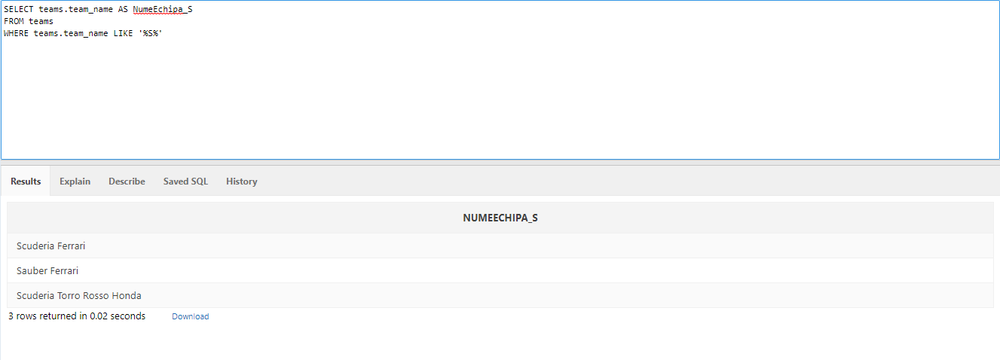 SELECT teams.team_name AS NumeEchipa_S
FROM teams
WHERE teams.team_name LIKE '%S%'
Results Explain Describe Saved SQL History
NUMEECHIPA_S
Scuderia Ferrari
Sauber Ferrari
Scuderia Torro Rosso Honda
3 rows returned in 0.02 seconds Download